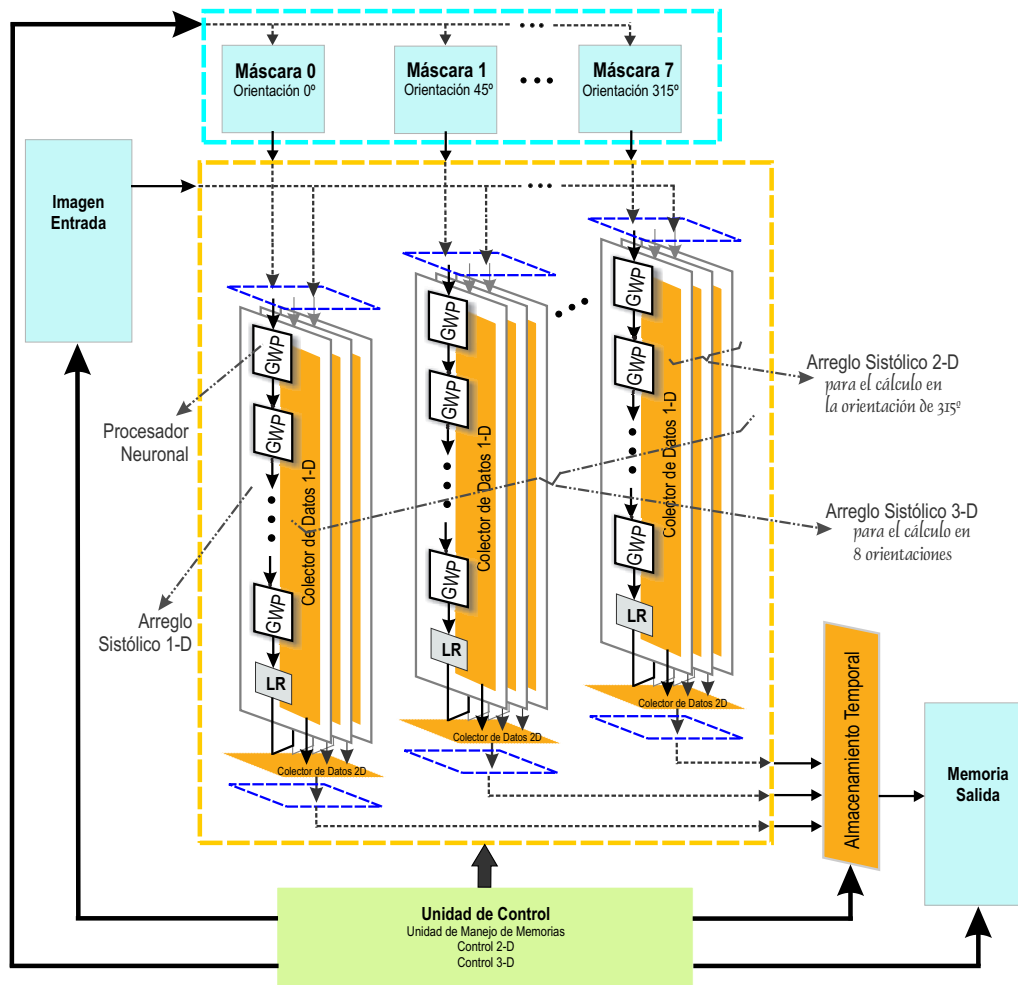 Máscara 0
Orientación 0º
Máscara 1
Orientación 45º
Máscara 7
Orientación 315º
Imagen
Entrada
GWP
GWP
GWP
LR
Colector de Datos 1-D
Colector de Datos 2D
GWP
GWP
GWP
LR
Colector de Datos 1-D
Colector de Datos 2D
GWP
GWP
GWP
LR
Colector de Datos 1-D
Colector de Datos 2D
Procesador
Neuronal
Arreglo
Sistólico 1-D
Arreglo Sistólico 2-D
para el cálculo en
la orientación de 315º
Arreglo Sistólico 3-D
para el cálculo en
8 orientaciones
Almacenamiento Temporal
Memoria
Salida
Unidad de Control
Unidad de Manejo de Memorias
Control 2-D
Control 3-D